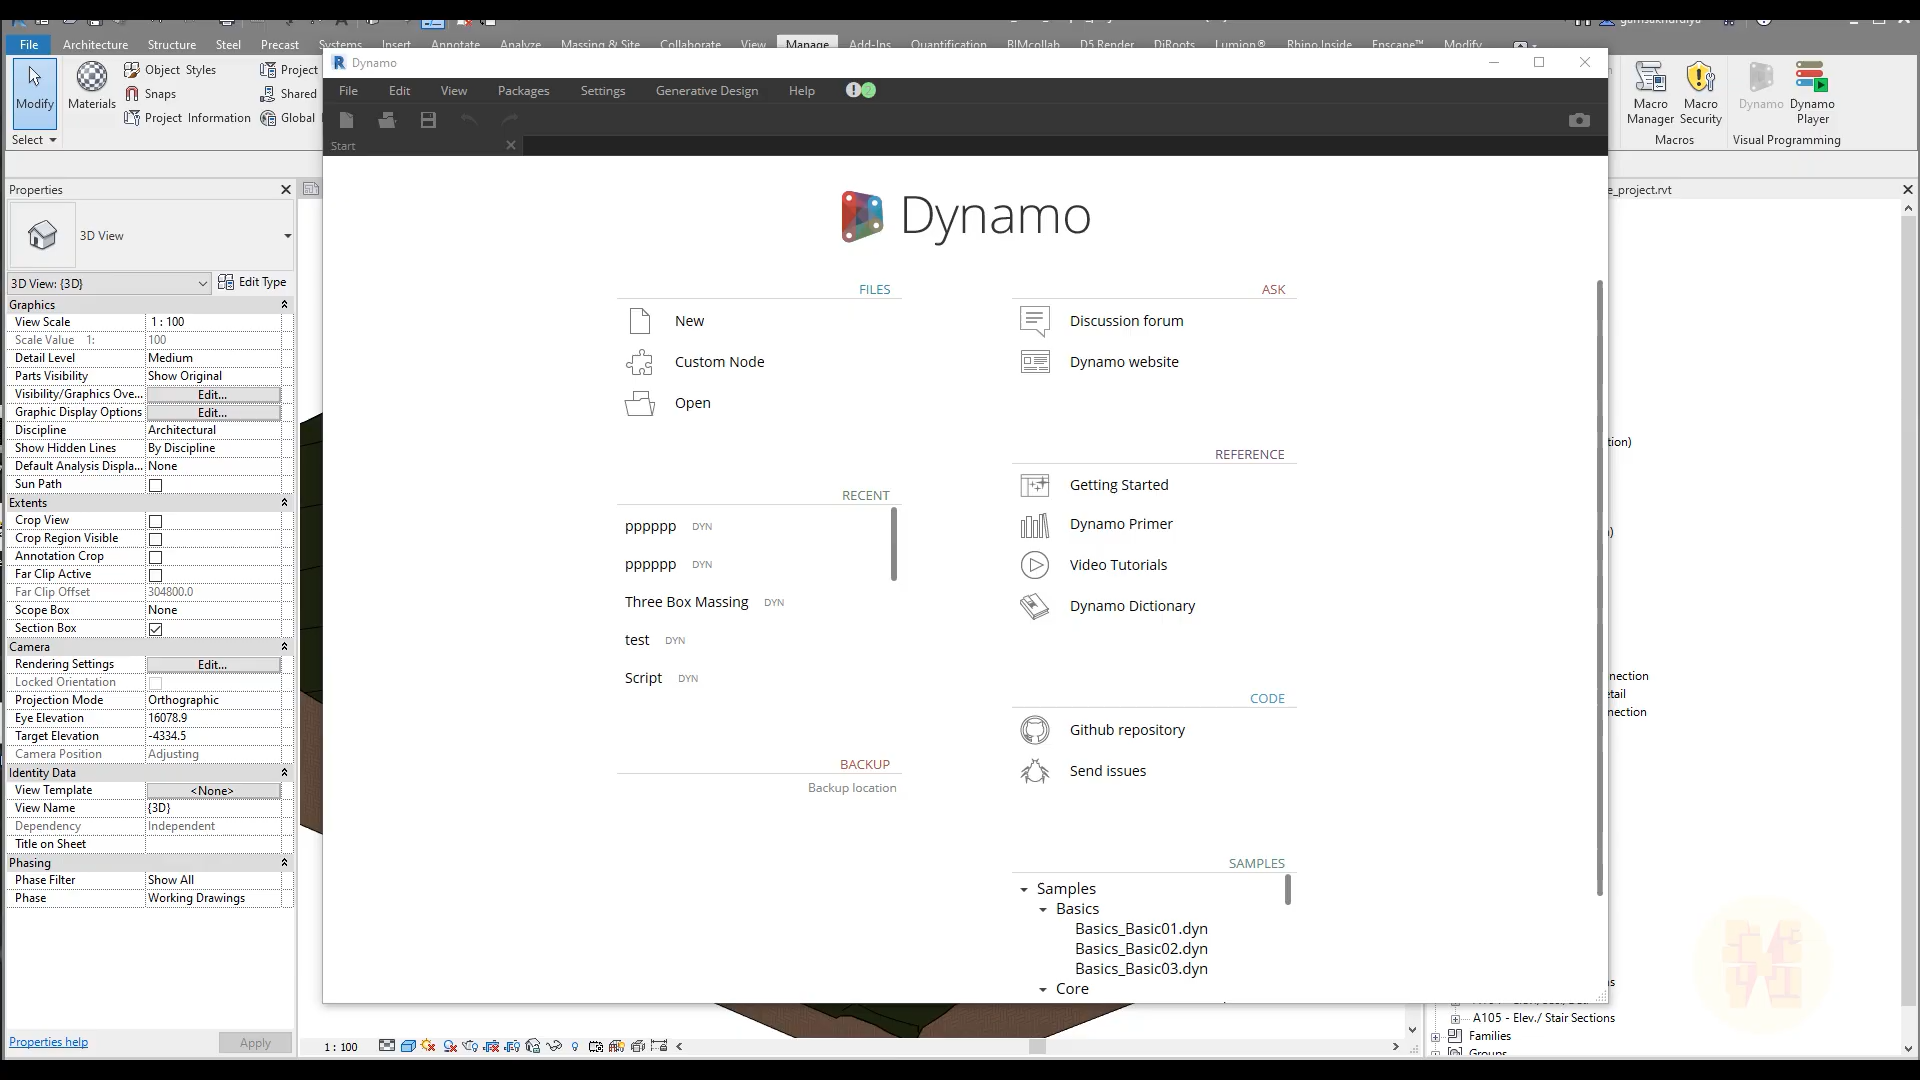 File Architecture Structure Steel Precast Systems Insert Annotate Analyze Massing & Site Collaborate View Manage Add-Ins Quantification BIMcollab D5 Render DiRoots Lumion® Rhino.Inside Enscape™ Modify
Modify
Select
Materials
Object Styles
Snaps
Project Information
Project
Shared
Global
Macro Manager
Macro Security
Dynamo
Dynamo Player
Macros
Visual Programming
Dynamo
File Edit View Packages Settings Generative Design Help
Start
Properties
3D View
3D View: {3D}
Edit Type
Graphics
View Scale 1 : 100
Scale Value 1: 100
Detail Level Medium
Parts Visibility Show Original
Visibility/Graphics Ove... Edit...
Graphic Display Options Edit...
Discipline Architectural
Show Hidden Lines By Discipline
Default Analysis Displa... None
Sun Path
Extents
Crop View
Crop Region Visible
Annotation Crop
Far Clip Active
Far Clip Offset 304800.0
Scope Box None
Section Box
Camera
Rendering Settings Edit...
Locked Orientation
Projection Mode Orthographic
Eye Elevation 16078.9
Target Elevation -4334.5
Camera Position Adjusting
Identity Data
View Template <None>
View Name {3D}
Dependency Independent
Title on Sheet
Phasing
Phase Filter Show All
Phase Working Drawings
Properties help
Apply
Dynamo
FILES
New
Custom Node
Open
RECENT
pppppp DYN
pppppp DYN
Three Box Massing DYN
test DYN
Script DYN
BACKUP
Backup location
ASK
Discussion forum
Dynamo website
REFERENCE
Getting Started
Dynamo Primer
Video Tutorials
Dynamo Dictionary
CODE
Github repository
Send issues
SAMPLES
Samples
Basics
Basics_Basic01.dyn
Basics_Basic02.dyn
Basics_Basic03.dyn
Core
e_project.rvt
tion)
nection
etail
nection
A105 - Elev./ Stair Sections
Families
Groups
1 : 100